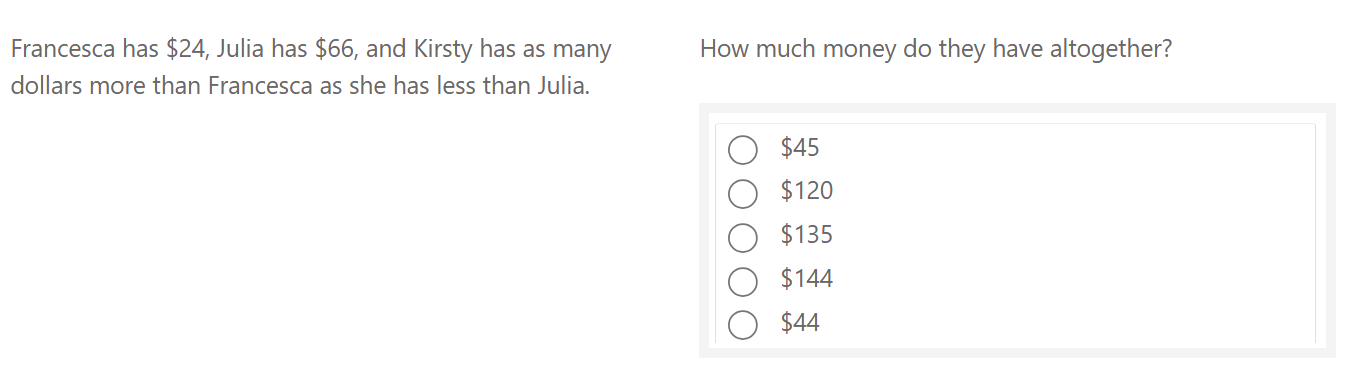 Francesca has $24, Julia has $66, and Kirsty has as many
dollars more than Francesca as she has less than Julia.
How much money do they have altogether?
$45
$120
$135
$144
$44